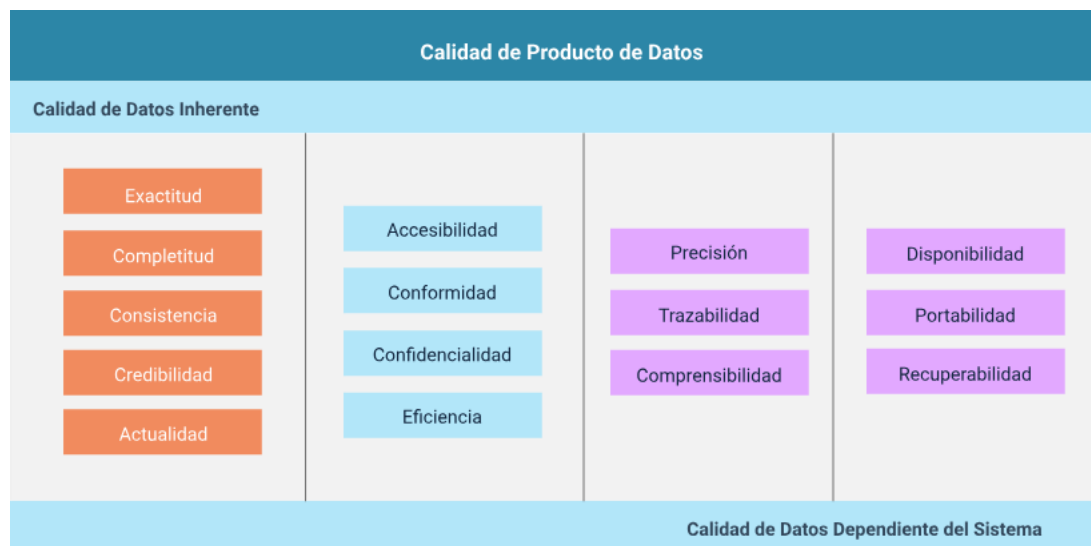 Calidad de Producto de Datos
Calidad de Datos Inherente
Exactitud
Completitud
Consistencia
Credibilidad
Actualidad
Accesibilidad
Conformidad
Confidencialidad
Eficiencia
Precisión
Trazabilidad
Comprensibilidad
Disponibilidad
Portabilidad
Recuperabilidad
Calidad de Datos Dependiente del Sistema